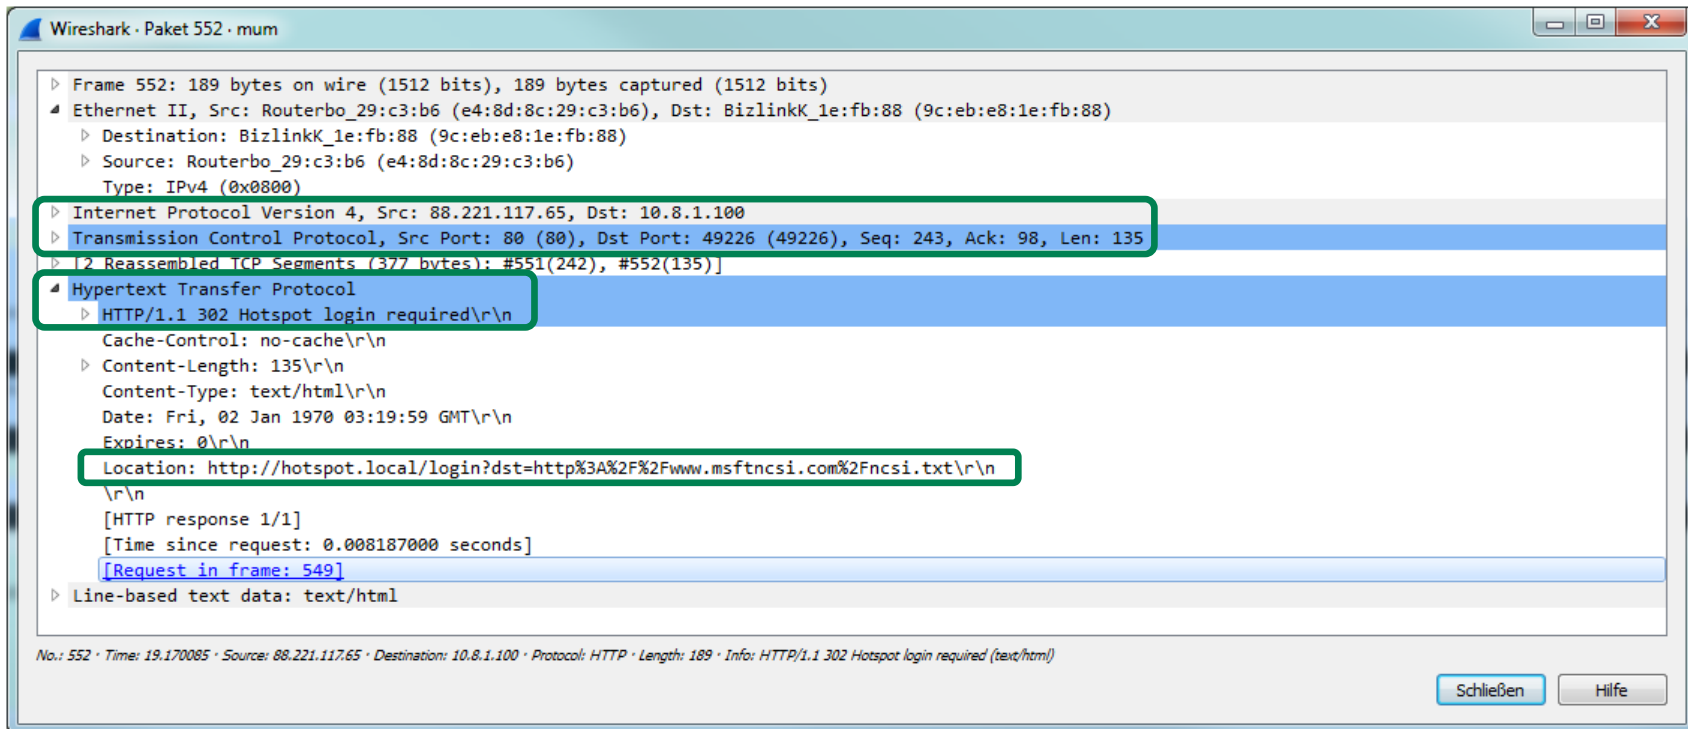 Wireshark · Paket 552 · mum
Frame 552: 189 bytes on wire (1512 bits), 189 bytes captured (1512 bits)
Ethernet II, Src: Routerbo_29:c3:b6 (e4:8d:8c:29:c3:b6), Dst: BizlinkK_1e:fb:88 (9c:eb:e8:1e:fb:88)
Destination: BizlinkK_1e:fb:88 (9c:eb:e8:1e:fb:88)
Source: Routerbo_29:c3:b6 (e4:8d:8c:29:c3:b6)
Type: IPv4 (0x0800)
Internet Protocol Version 4, Src: 88.221.117.65, Dst: 10.8.1.100
Transmission Control Protocol, Src Port: 80 (80), Dst Port: 49226 (49226), Seq: 243, Ack: 98, Len: 135
[2 Reassembled TCP Segments (377 bytes): #551(242), #552(135)]
Hypertext Transfer Protocol
HTTP/1.1 302 Hotspot login required\r\n
Cache-Control: no-cache\r\n
Content-Length: 135\r\n
Content-Type: text/html\r\n
Date: Fri, 02 Jan 1970 03:19:59 GMT\r\n
Expires: 0\r\n
Location: http://hotspot.local/login?dst=http%3A%2F%2Fwww.msftncsi.com%2Fncsi.txt\r\n
\r\n
[HTTP response 1/1]
[Time since request: 0.008187000 seconds]
[Request in frame: 549]
Line-based text data: text/html
No.: 552 · Time: 19.170085 · Source: 88.221.117.65 · Destination: 10.8.1.100 · Protocol: HTTP · Length: 189 · Info: HTTP/1.1 302 Hotspot login required (text/html)
Schließen
Hilfe